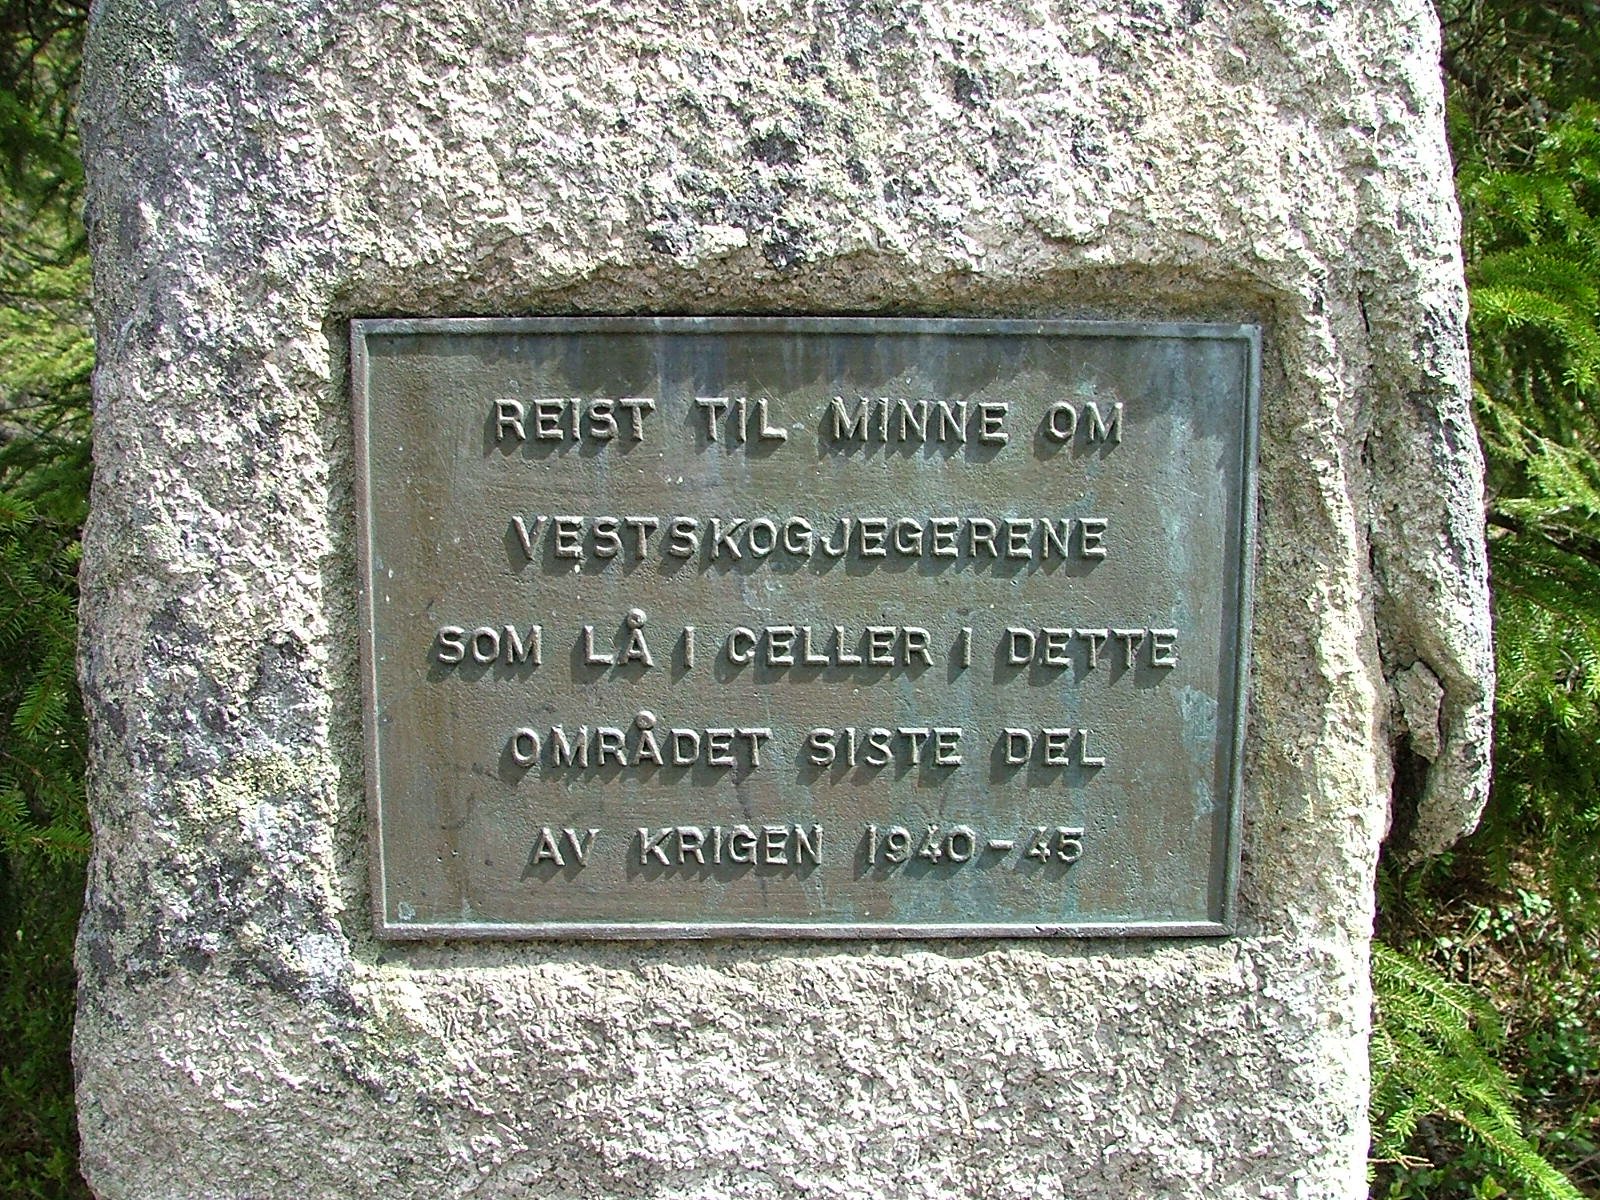 REIST TIL MINNE OM
VESTSKOGJEGERENE
SOM LÅ I CELLER I DETTE
OMRÅDET SISTE DEL
AV KRIGEN 1940-45